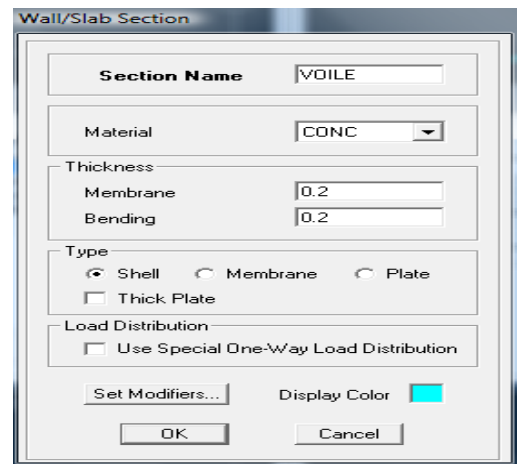 Wall/Slab Section
Section Name VOILE
Material CONC
Thickness
Membrane 0.2
Bending 0.2
Type
Shell Membrane Plate
Thick Plate
Load Distribution
Use Special One-Way Load Distribution
Set Modifiers... Display Color
OK Cancel